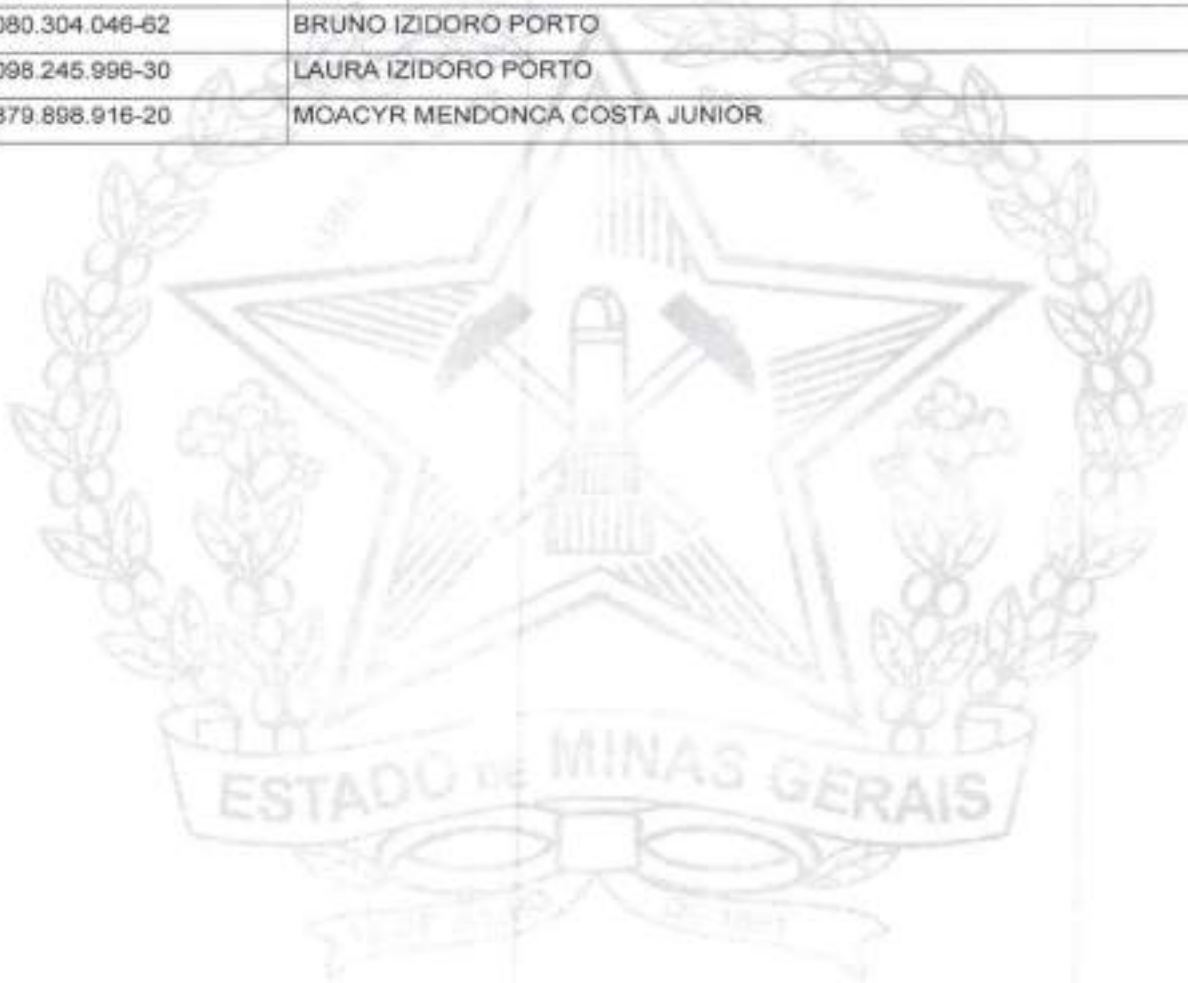 080.304.046-62 BRUNO IZIDORO PORTO
098.245.996-30 LAURA IZIDORO PORTO
879.898.916-20 MOACYR MENDONCA COSTA JUNIOR
ESTADO DE MINAS GERAIS